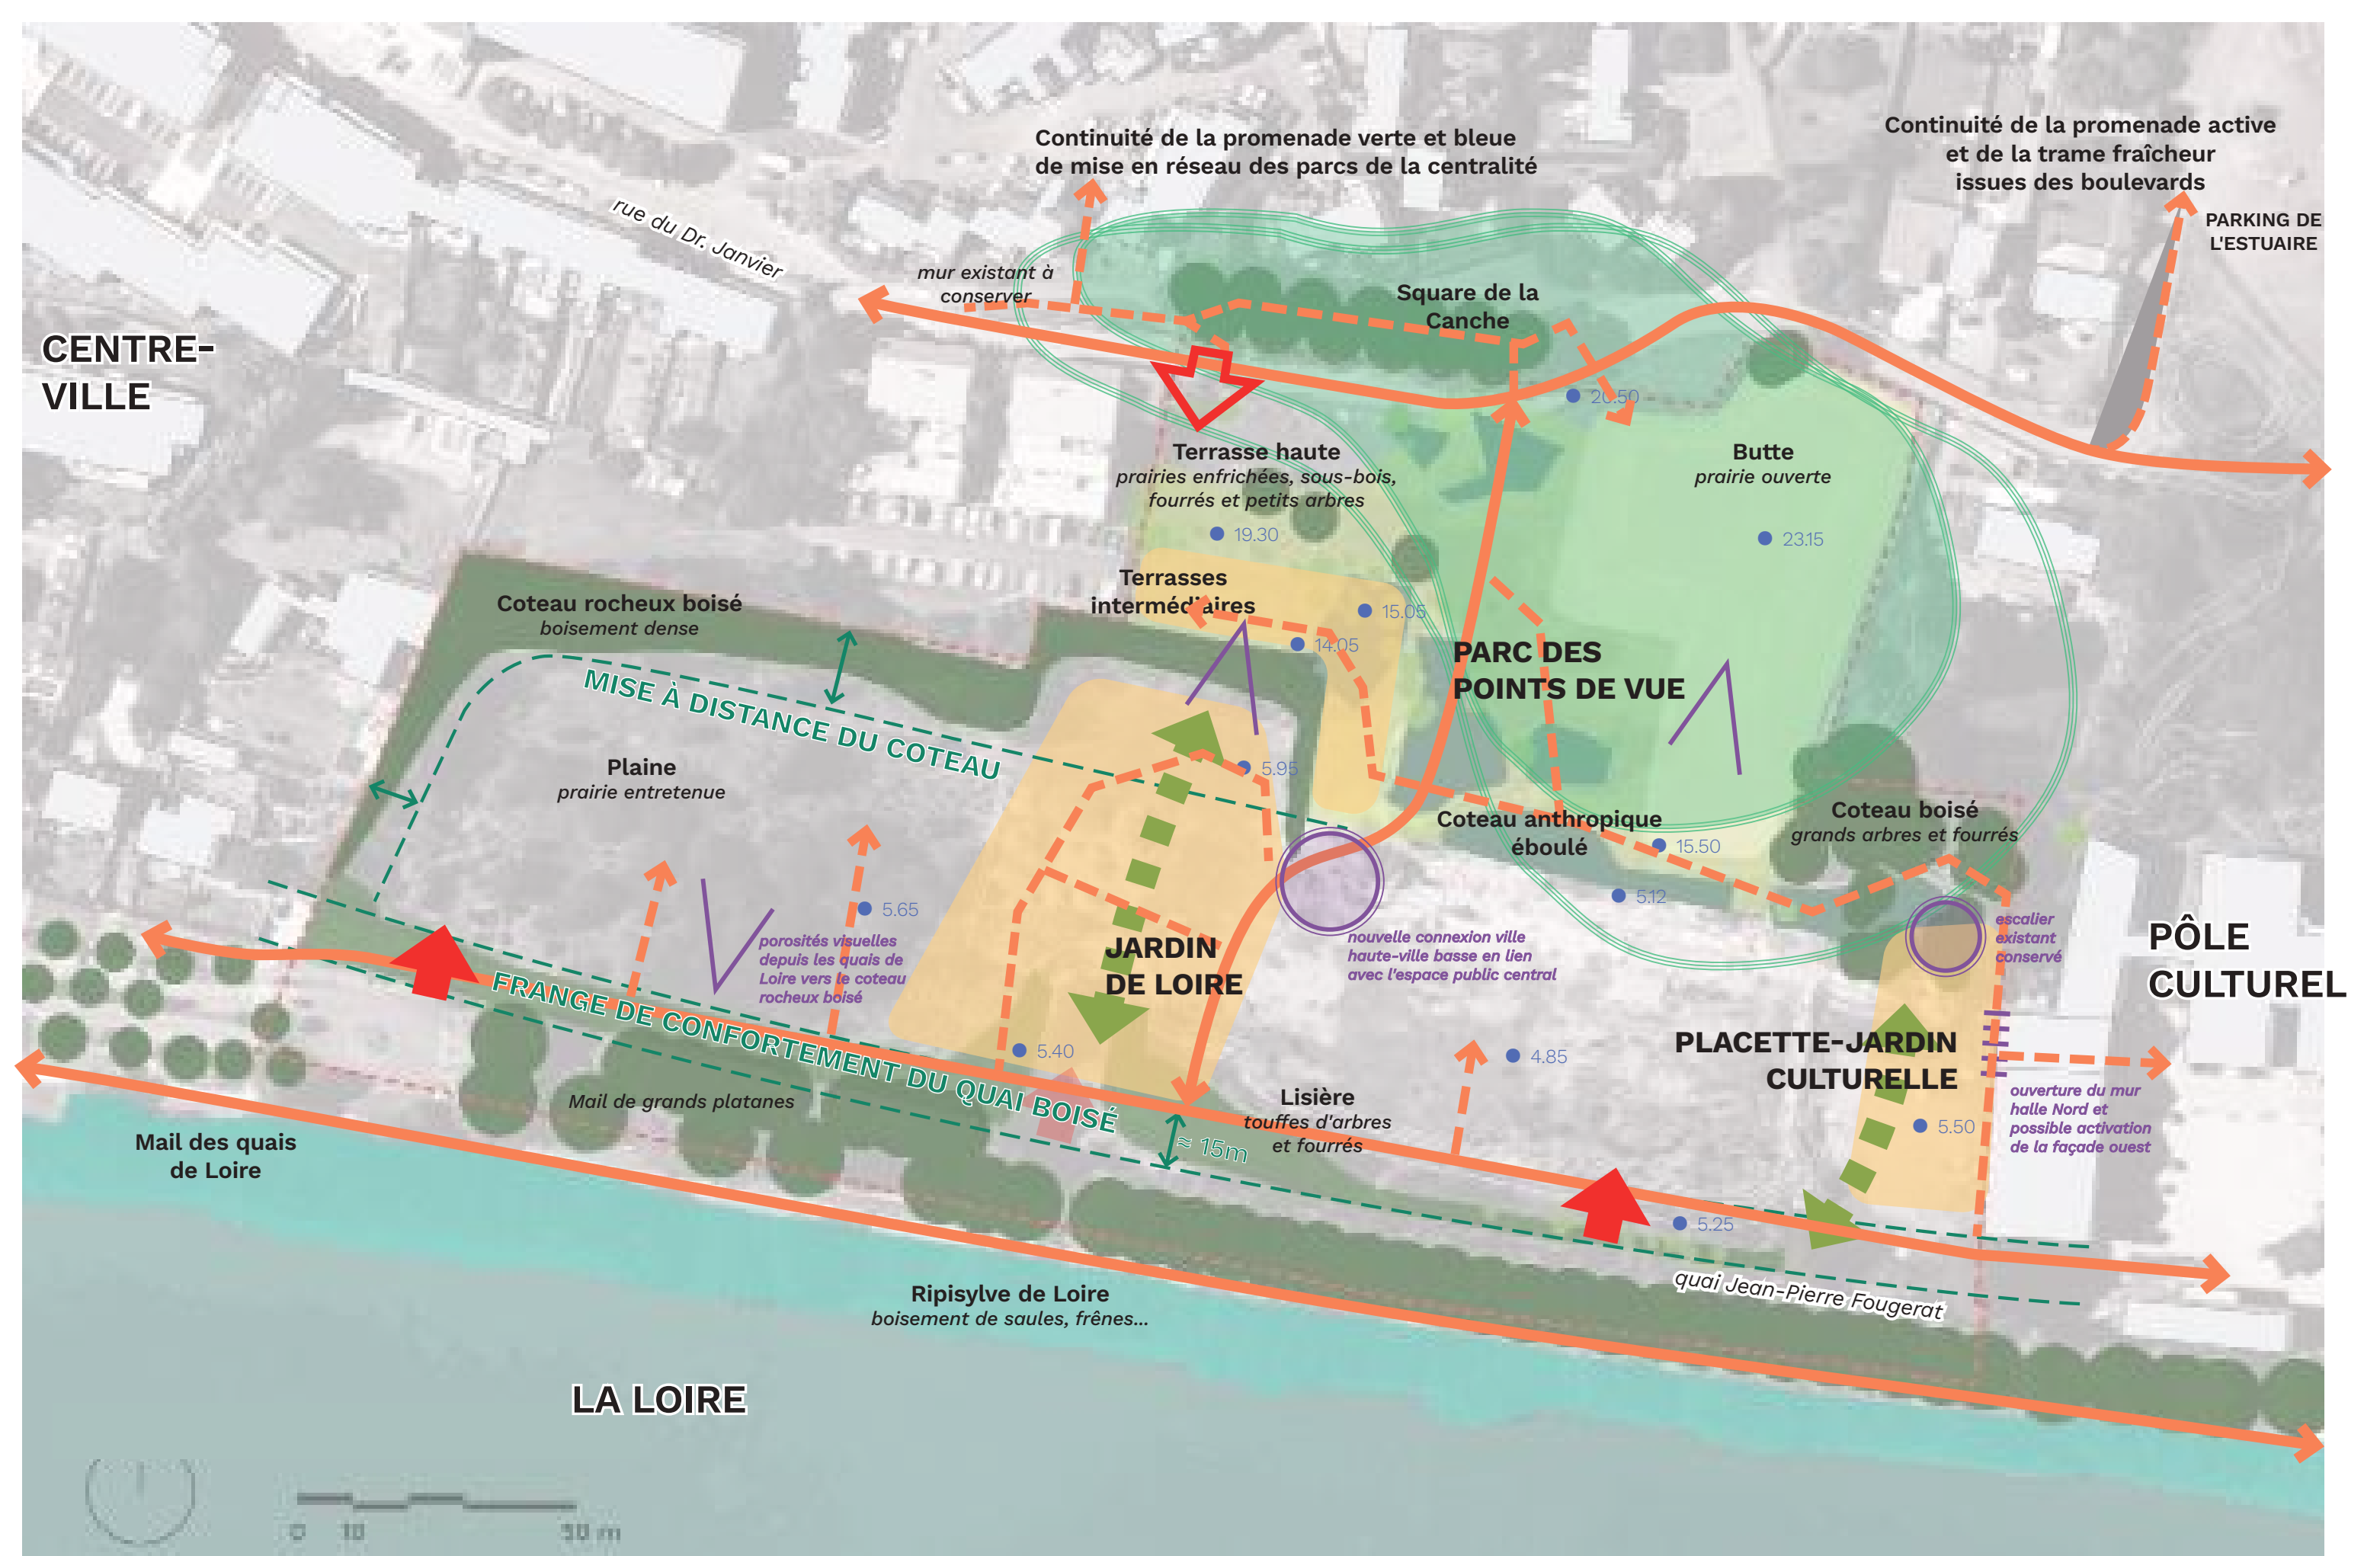 Continuité de la promenade verte et bleue
de mise en réseau des parcs de la centralité
Continuité de la promenade active
et de la trame fraîcheur
issues des boulevards
PARKING DE
L'ESTUAIRE
rue du Dr. Janvier
mur existant à
conserver
Square de la
Canche
CENTRE-
VILLE
20.50
Terrasse haute
prairies enfrichées, sous-bois,
fourrés et petits arbres
19.30
Butte
prairie ouverte
23.15
Terrasses
intermédiaires
15.05
14.05
Coteau rocheux boisé
boisement dense
MISE À DISTANCE DU COTEAU
PARC DES
POINTS DE VUE
Plaine
prairie entretenue
5.95
Coteau anthropique
éboulé
15.50
Coteau boisé
grands arbres et fourrés
5.12
5.65
porosités visuelles
depuis les quais de
Loire vers le coteau
rocheux boisé
JARDIN
DE LOIRE
nouvelle connexion ville
haute-ville basse en lien
avec l'espace public central
escalier
existant
conservé
PÔLE
CULTUREL
FRANGE DE CONFORTEMENT DU QUAI BOISÉ
5.40
4.85
PLACETTE-JARDIN
CULTURELLE
5.50
ouverture du mur
halle Nord et
possible activation
de la façade ouest
Mail de grands platanes
Lisière
touffes d'arbres
et fourrés
≈ 15m
Mail des quais
de Loire
5.25
quai Jean-Pierre Fougerat
Ripisylve de Loire
boisement de saules, frênes...
LA LOIRE
0 10 50 m